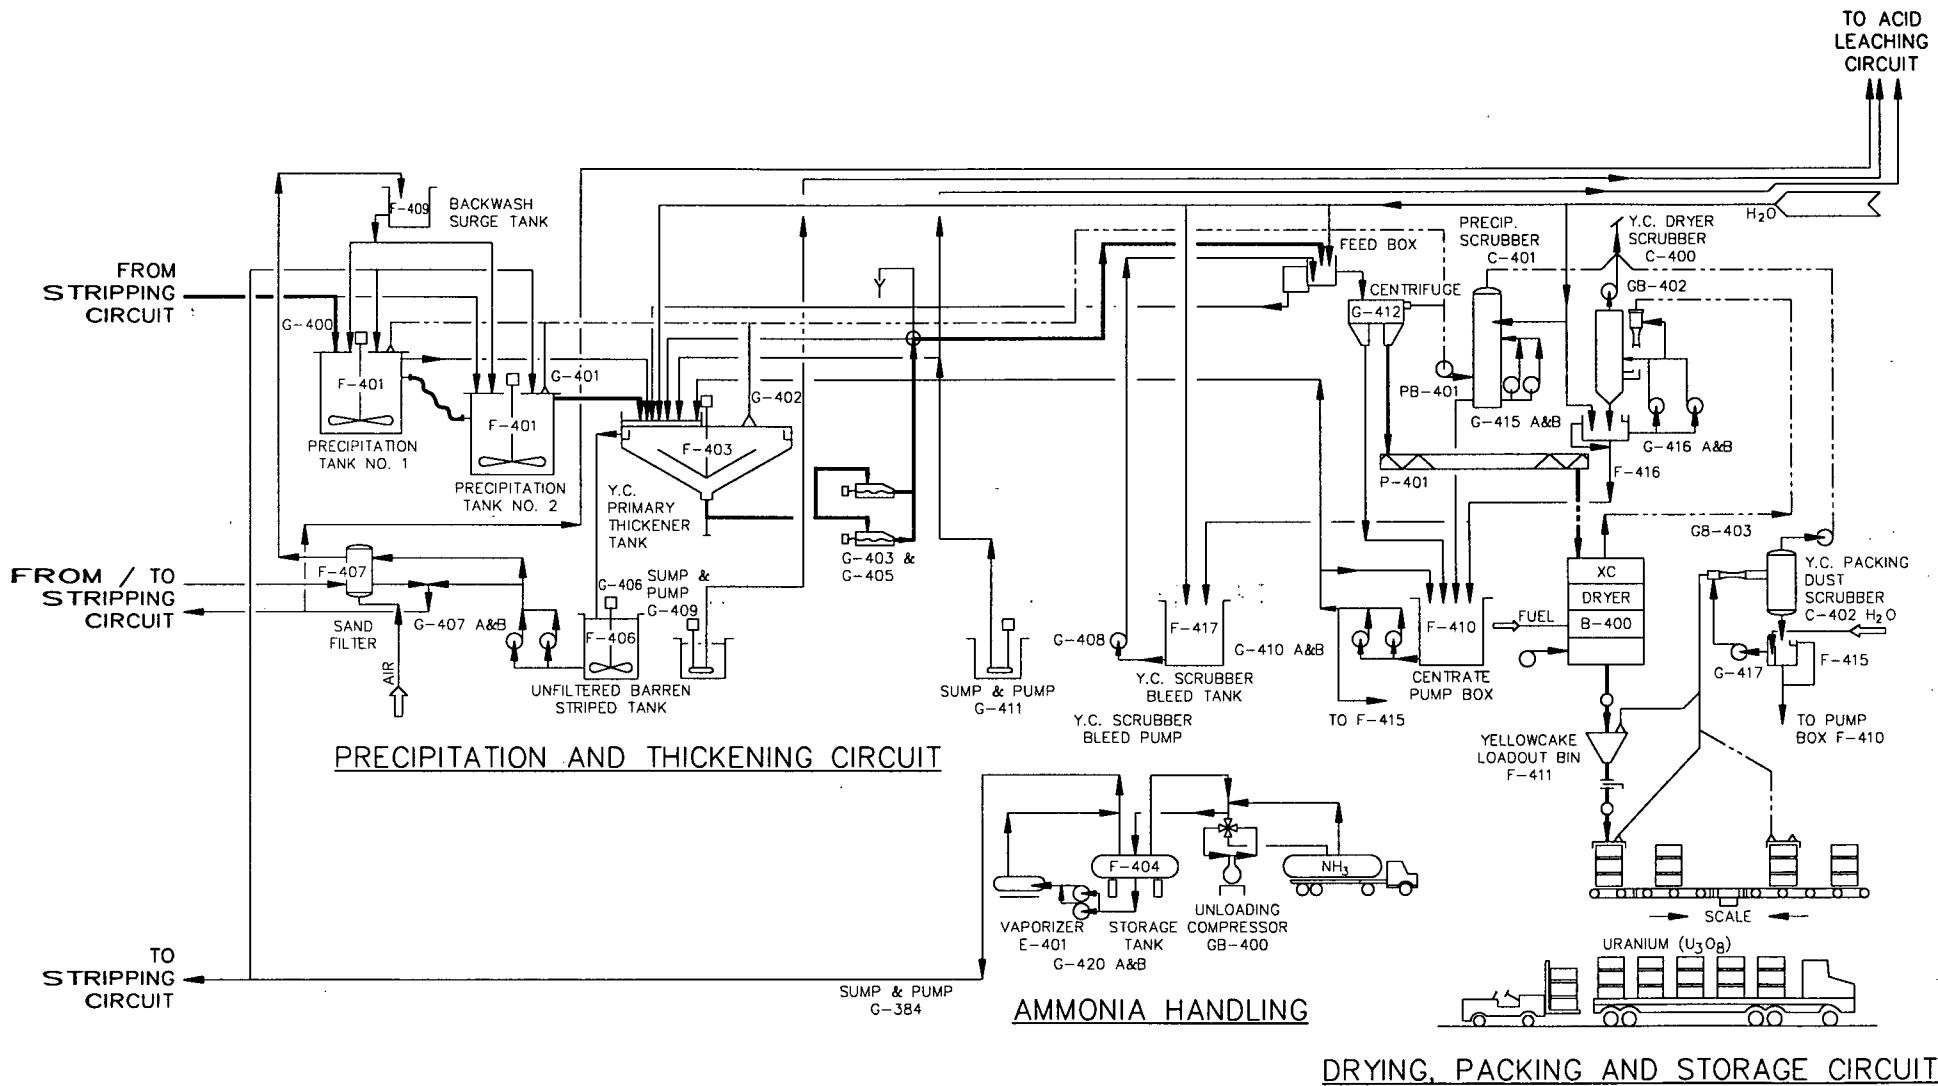 TO ACID
LEACHING
CIRCUIT
F-409
BACKWASH
SURGE TANK
H2O
FROM
STRIPPING
CIRCUIT
G-400
F-401
PRECIPITATION
TANK NO. 1
G-401
F-401
PRECIPITATION
TANK NO. 2
G-402
F-403
Y.C.
PRIMARY
THICKENER
TANK
G-403 &
G-405
FEED BOX
CENTRIFUGE
G-412
PRECIP.
SCRUBBER
C-401
Y.C. DRYER
SCRUBBER
C-400
GB-402
PB-401
G-415 A&B
G-416 A&B
F-416
P-401
GB-403
FROM / TO
STRIPPING
CIRCUIT
F-407
SAND
FILTER
AIR
G-407 A&B
G-406
F-406
UNFILTERED BARREN
STRIPED TANK
SUMP &
PUMP
G-409
SUMP & PUMP
G-411
G-408
F-417
Y.C. SCRUBBER
BLEED TANK
Y.C. SCRUBBER
BLEED PUMP
G-410 A&B
TO F-415
F-410
CENTRATE
PUMP BOX
FUEL
XC
DRYER
B-400
Y.C. PACKING
DUST
SCRUBBER
C-402 H2O
G-417
F-415
TO PUMP
BOX F-410
YELLOWCAKE
LOADOUT BIN
F-411
PRECIPITATION AND THICKENING CIRCUIT
F-404
NH3
VAPORIZER
E-401
STORAGE
TANK
G-420 A&B
UNLOADING
COMPRESSOR
GB-400
SCALE
URANIUM (U3O8)
TO
STRIPPING
CIRCUIT
SUMP & PUMP
G-384
AMMONIA HANDLING
DRYING, PACKING AND STORAGE CIRCUIT